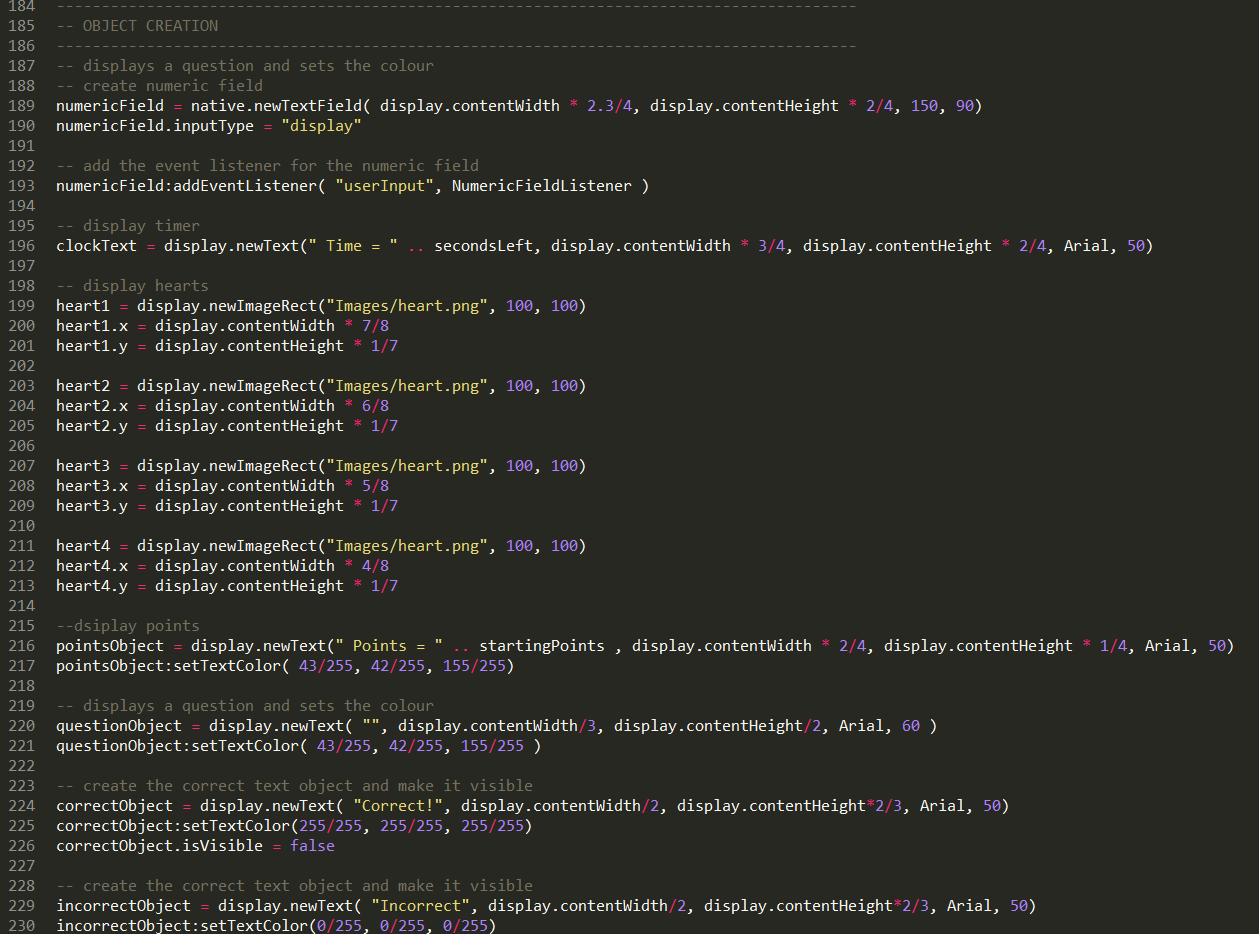 184 -----------------------------------------------------------------------------------------
185 -- OBJECT CREATION
186 -----------------------------------------------------------------------------------------
187 -- displays a question and sets the colour
188 -- create numeric field
189 numericField = native.newTextField( display.contentWidth * 2.3/4, display.contentHeight * 2/4, 150, 90)
190 numericField.inputType = "display"
191
192 -- add the event listener for the numeric field
193 numericField:addEventListener( "userInput", NumericFieldListener )
194
195 -- display timer
196 clockText = display.newText(" Time = " .. secondsLeft, display.contentWidth * 3/4, display.contentHeight * 2/4, Arial, 50)
197
198 -- display hearts
199 heart1 = display.newImageRect("Images/heart.png", 100, 100)
200 heart1.x = display.contentWidth * 7/8
201 heart1.y = display.contentHeight * 1/7
202
203 heart2 = display.newImageRect("Images/heart.png", 100, 100)
204 heart2.x = display.contentWidth * 6/8
205 heart2.y = display.contentHeight * 1/7
206
207 heart3 = display.newImageRect("Images/heart.png", 100, 100)
208 heart3.x = display.contentWidth * 5/8
209 heart3.y = display.contentHeight * 1/7
210
211 heart4 = display.newImageRect("Images/heart.png", 100, 100)
212 heart4.x = display.contentWidth * 4/8
213 heart4.y = display.contentHeight * 1/7
214
215 --dsiplay points
216 pointsObject = display.newText(" Points = " .. startingPoints , display.contentWidth * 2/4, display.contentHeight * 1/4, Arial, 50)
217 pointsObject:setTextColor( 43/255, 42/255, 155/255)
218
219 -- displays a question and sets the colour
220 questionObject = display.newText( "", display.contentWidth/3, display.contentHeight/2, Arial, 60 )
221 questionObject:setTextColor( 43/255, 42/255, 155/255 )
222
223 -- create the correct text object and make it visible
224 correctObject = display.newText( "Correct!", display.contentWidth/2, display.contentHeight*2/3, Arial, 50)
225 correctObject:setTextColor(255/255, 255/255, 255/255)
226 correctObject.isVisible = false
227
228 -- create the correct text object and make it visible
229 incorrectObject = display.newText( "Incorrect", display.contentWidth/2, display.contentHeight*2/3, Arial, 50)
230 incorrectObject:setTextColor(0/255, 0/255, 0/255)